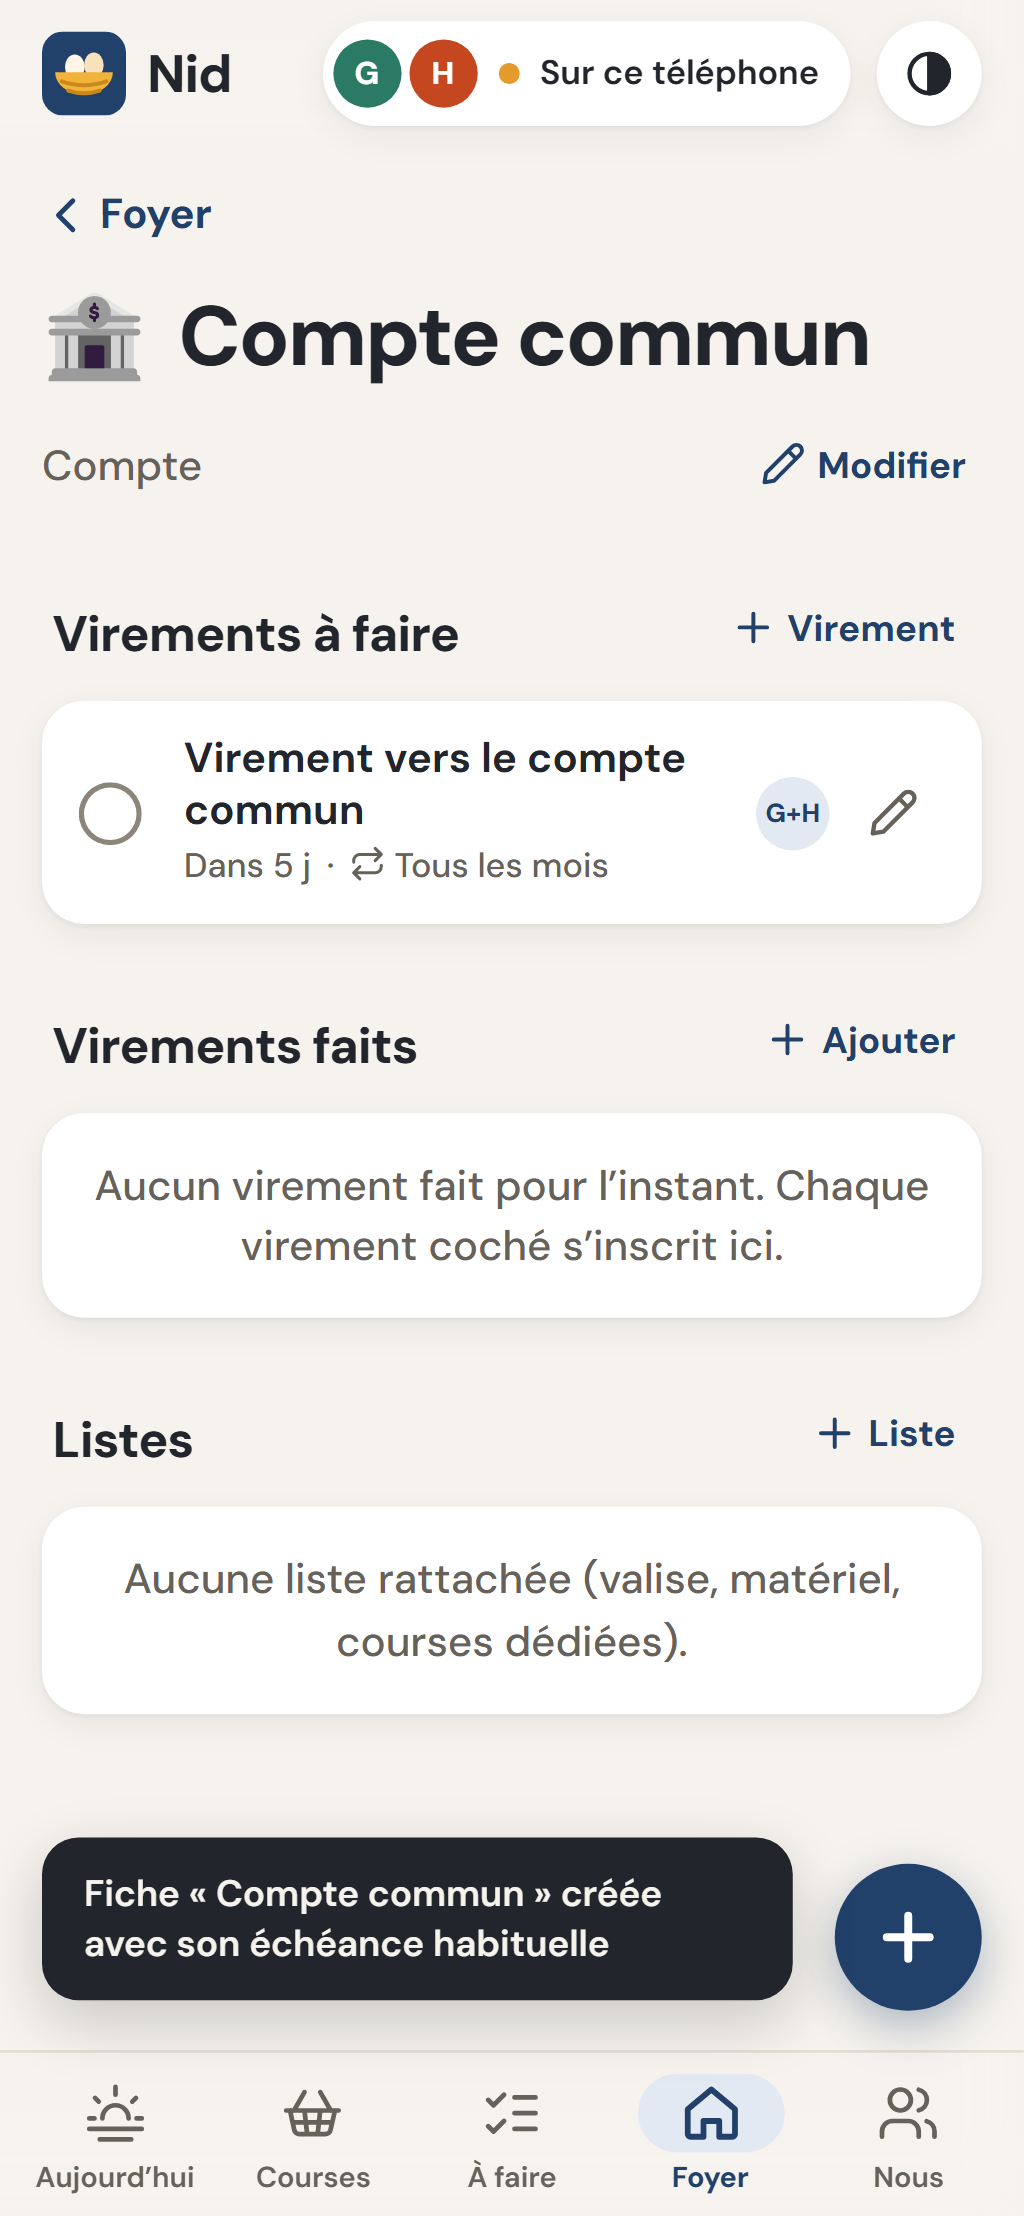 Nid
G H Sur ce téléphone
Foyer
$
Compte commun
Compte
Modifier
Virements à faire
Virement
Virement vers le compte
commun
G+H
Dans 5 j · Tous les mois
Virements faits
Ajouter
Aucun virement fait pour l’instant. Chaque
virement coché s’inscrit ici.
Listes
Liste
Aucune liste rattachée (valise, matériel,
courses dédiées).
Fiche « Compte commun » créée
avec son échéance habituelle
Aujourd’hui
Courses
À faire
Foyer
Nous